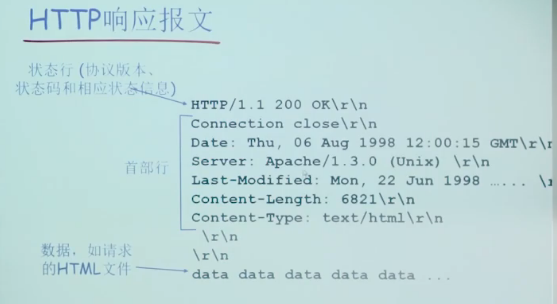 HTTP响应报文
状态行 (协议版本、
状态码和相应状态信息)
HTTP/1.1 200 OK\r\n
Connection close\r\n
Date: Thu, 06 Aug 1998 12:00:15 GMT\r\n
Server: Apache/1.3.0 (Unix) \r\n
首部行
Last-Modified: Mon, 22 Jun 1998 …... \r
Content-Length: 6821\r\n
Content-Type: text/html\r\n
\r\n
\r\n
数据, 如请求
的HTML文件
data data data data data ...